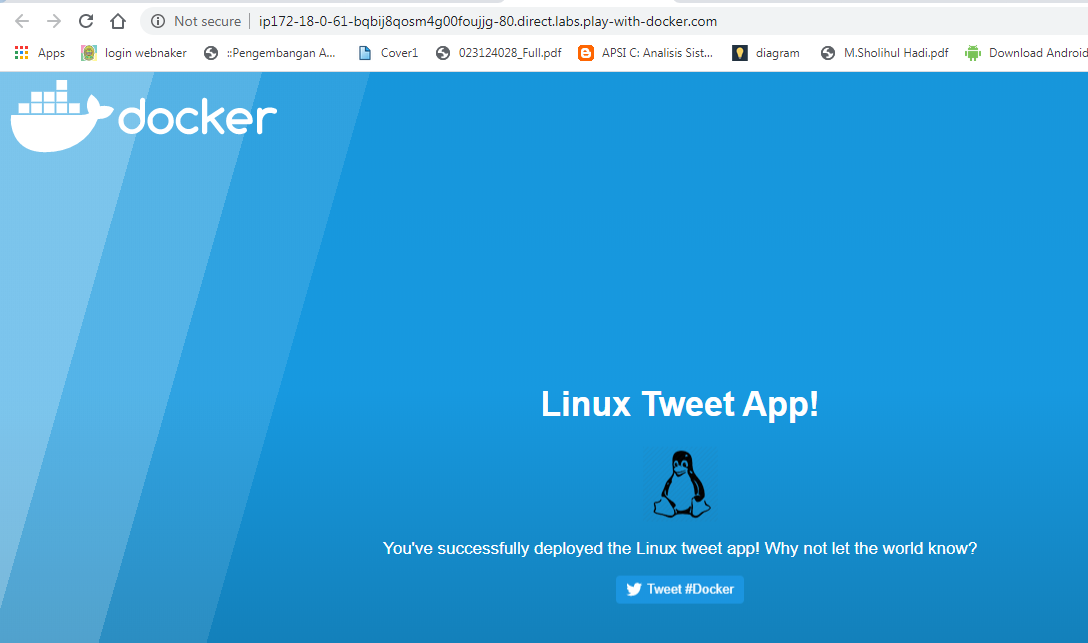 Not secure | ip172-18-0-61-bqbij8qosm4g00foujjg-80.direct.labs.play-with-docker.com
Apps login webnaker ::Pengembangan A... Cover1 023124028_Full.pdf APSI C: Analisis Sist... diagram M.Sholihul Hadi.pdf Download Android
docker
Linux Tweet App!
You've successfully deployed the Linux tweet app! Why not let the world know?
Tweet #Docker